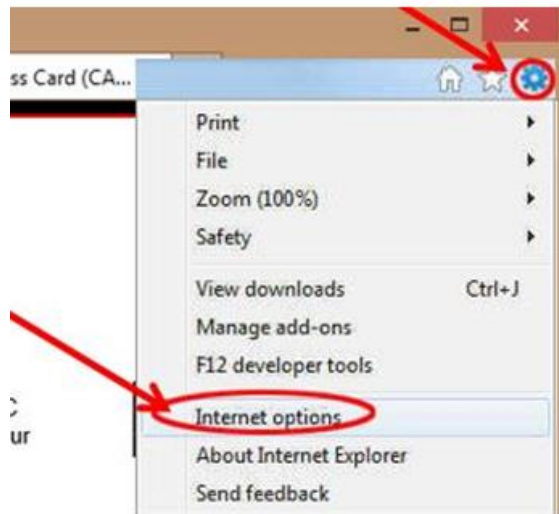 ss Card (CA...
Print
File
Zoom (100%)
Safety
View downloads Ctrl+J
Manage add-ons
F12 developer tools
Internet options
About Internet Explorer
Send feedback
ur